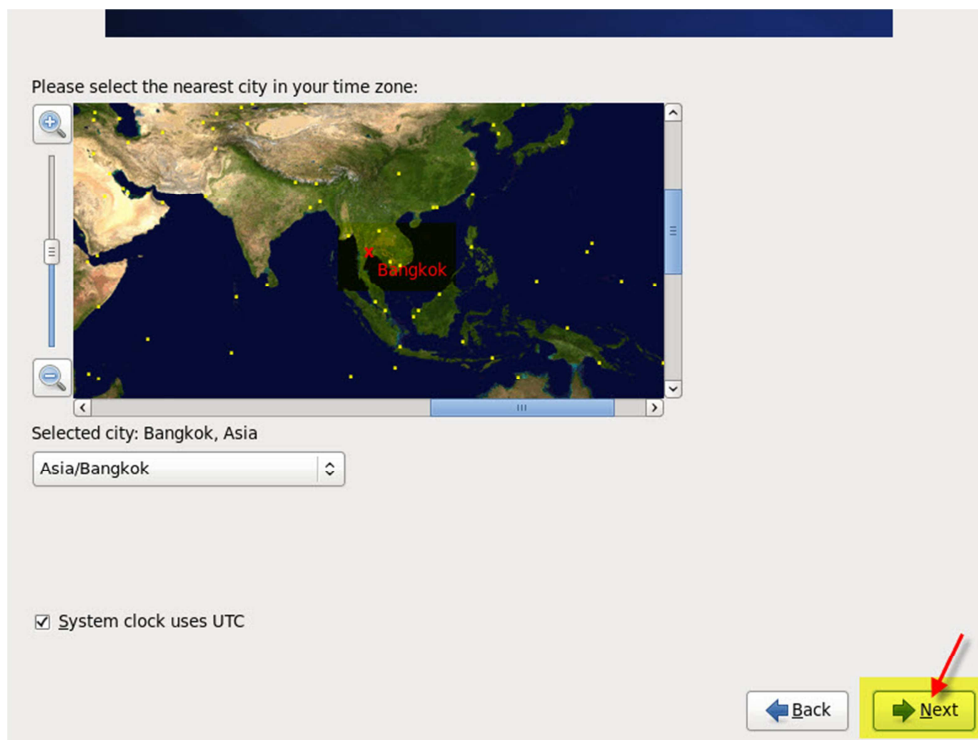 Please select the nearest city in your time zone:
Bangkok
Selected city: Bangkok, Asia
Asia/Bangkok
System clock uses UTC
Back
Next